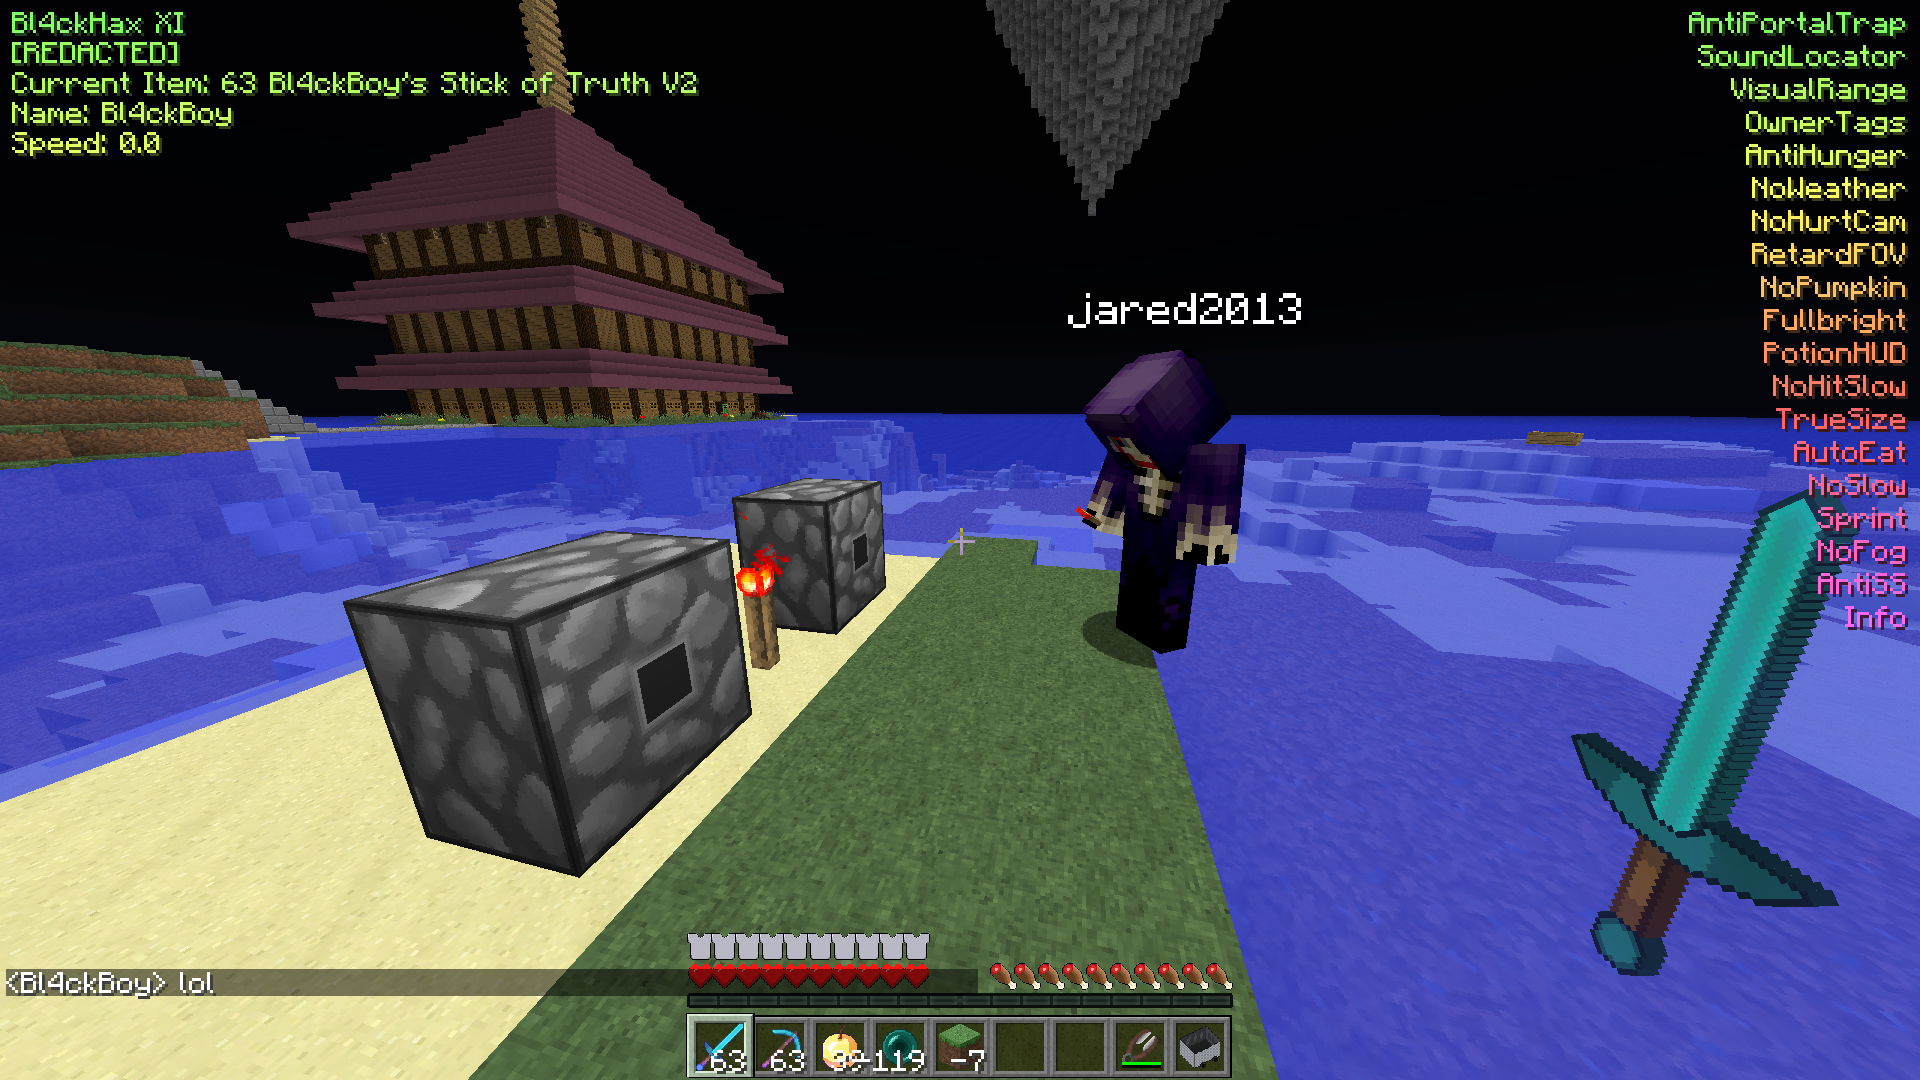 Bl4ckHax XI
[REDACTED]
Current Item: 63 Bl4ckBoy's Stick of Truth V2
Name: Bl4ckBoy
Speed: 0.0
AntiPortalTrap
SoundLocator
VisualRange
OwnerTags
AntiHunger
NoWeather
NoHurtCam
RetardFOV
NoPumpkin
Fullbright
PotionHUD
NoHitSlow
TrueSize
AutoEat
NoSlow
Sprint
NoFog
AntiSS
Info
jared2013
<Bl4ckBoy> lol
63 63 39 -119 -7